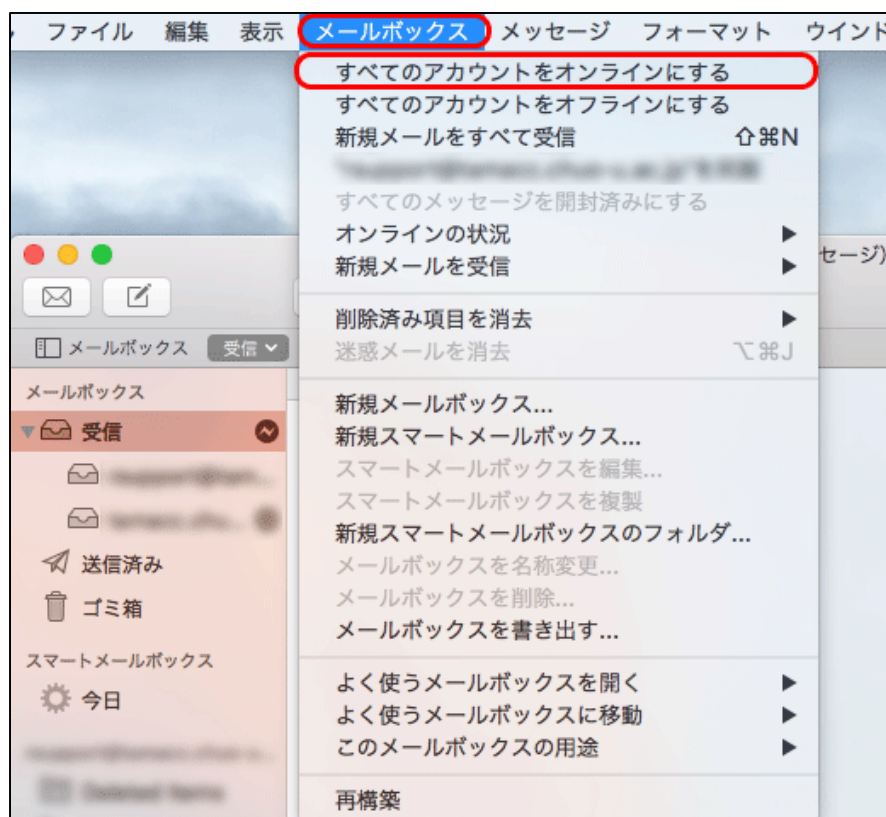 ファイル 編集 表示 メールボックス メッセージ フォーマット ウインド
すべてのアカウントをオンラインにする
すべてのアカウントをオフラインにする
新規メールをすべて受信 ⇧⌘N
すべてのメッセージを開封済みにする
オンラインの状況 ▶
新規メールを受信 ▶
削除済み項目を消去 ▶
迷惑メールを消去 ⌥⌘J
新規メールボックス...
新規スマートメールボックス...
スマートメールボックスを編集...
スマートメールボックスを複製
新規スマートメールボックスのフォルダ...
メールボックスを名称変更...
メールボックスを削除...
メールボックスを書き出す...
よく使うメールボックスを開く ▶
よく使うメールボックスに移動 ▶
このメールボックスの用途 ▶
再構築
セージ)
メールボックス 受信
メールボックス
受信
送信済み
ゴミ箱
スマートメールボックス
今日